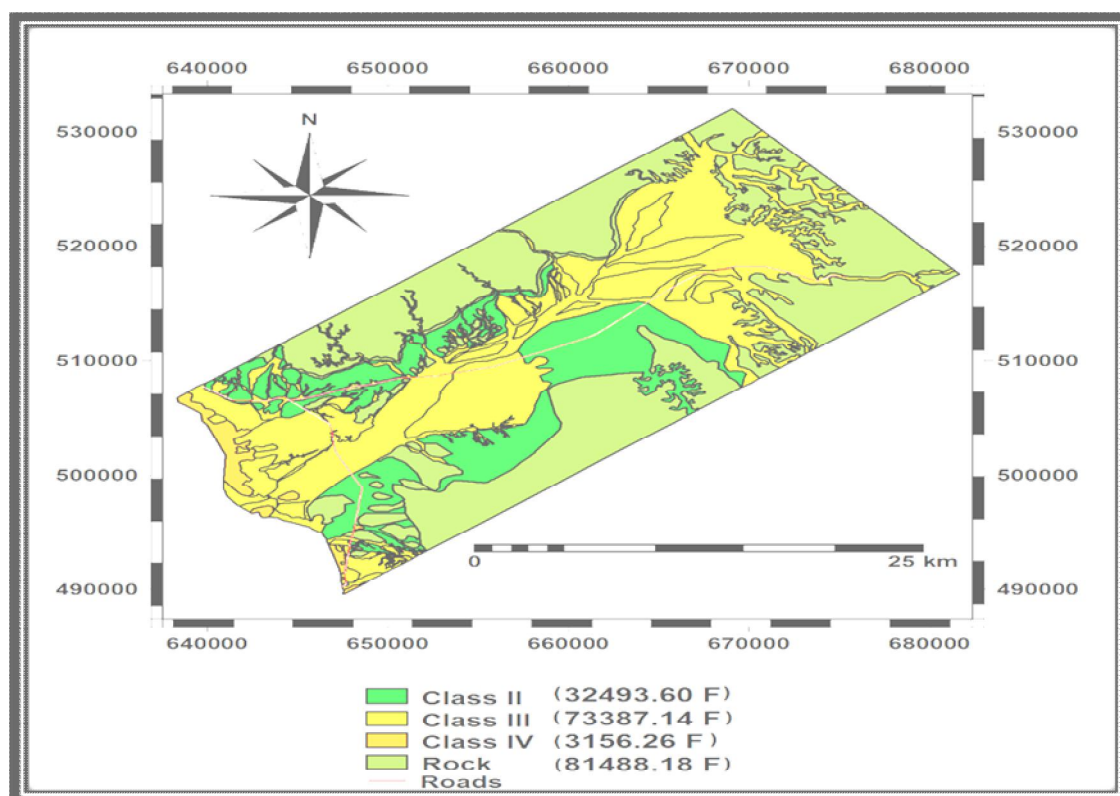 640000 650000 660000 670000 680000
N
530000 530000
520000 520000
510000 510000
500000 500000
0 25 km
490000 490000
640000 650000 660000 670000 680000
Class II (32493.60 F)
Class III (73387.14 F)
Class IV (3156.26 F)
Rock (81488.18 F)
Roads